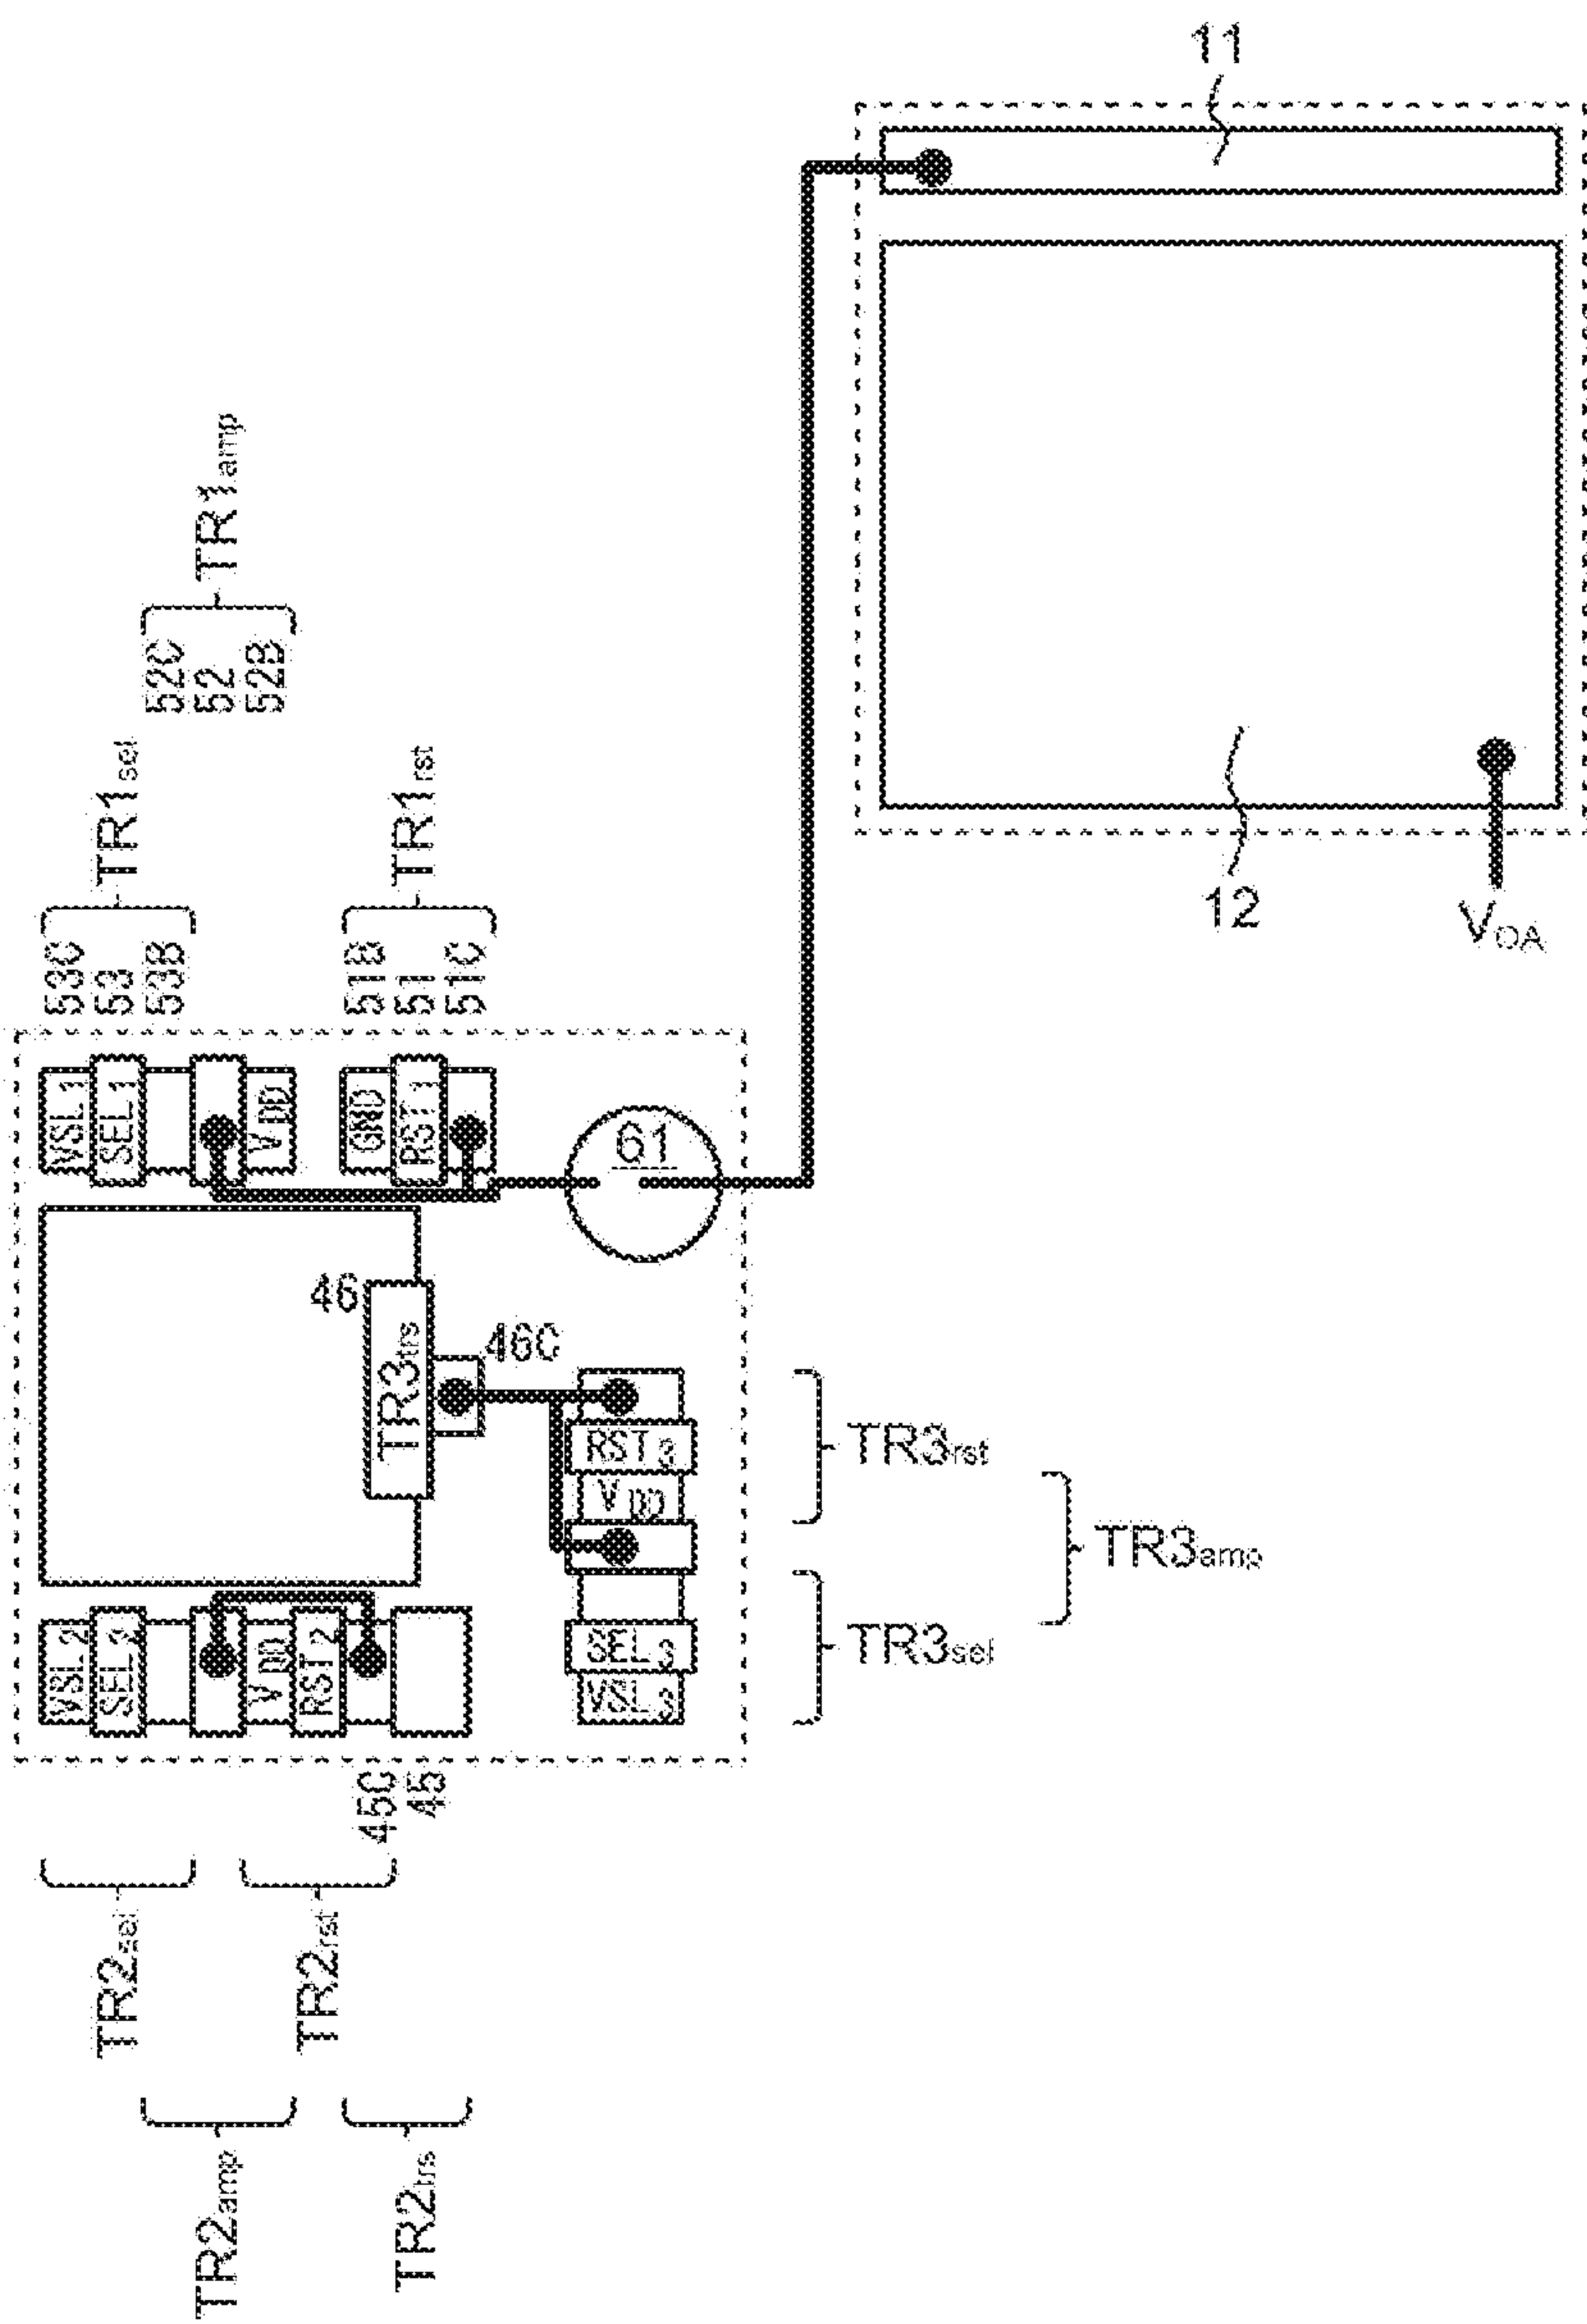 11
TR1amp
52C
52
52B
TR1sel
TR1rst
53C
53
53B
51B
51
51C
12
VOA
VSL1
SEL1
VDD
GND
RST1
61
46
TR3trs
46C
RST3
VDD
SEL3
VSL3
TR3rst
TR3amp
TR3sel
VSL2
SEL2
VDD
RST2
45C
45
TR2sel
TR2rst
TR2amp
TR2trs